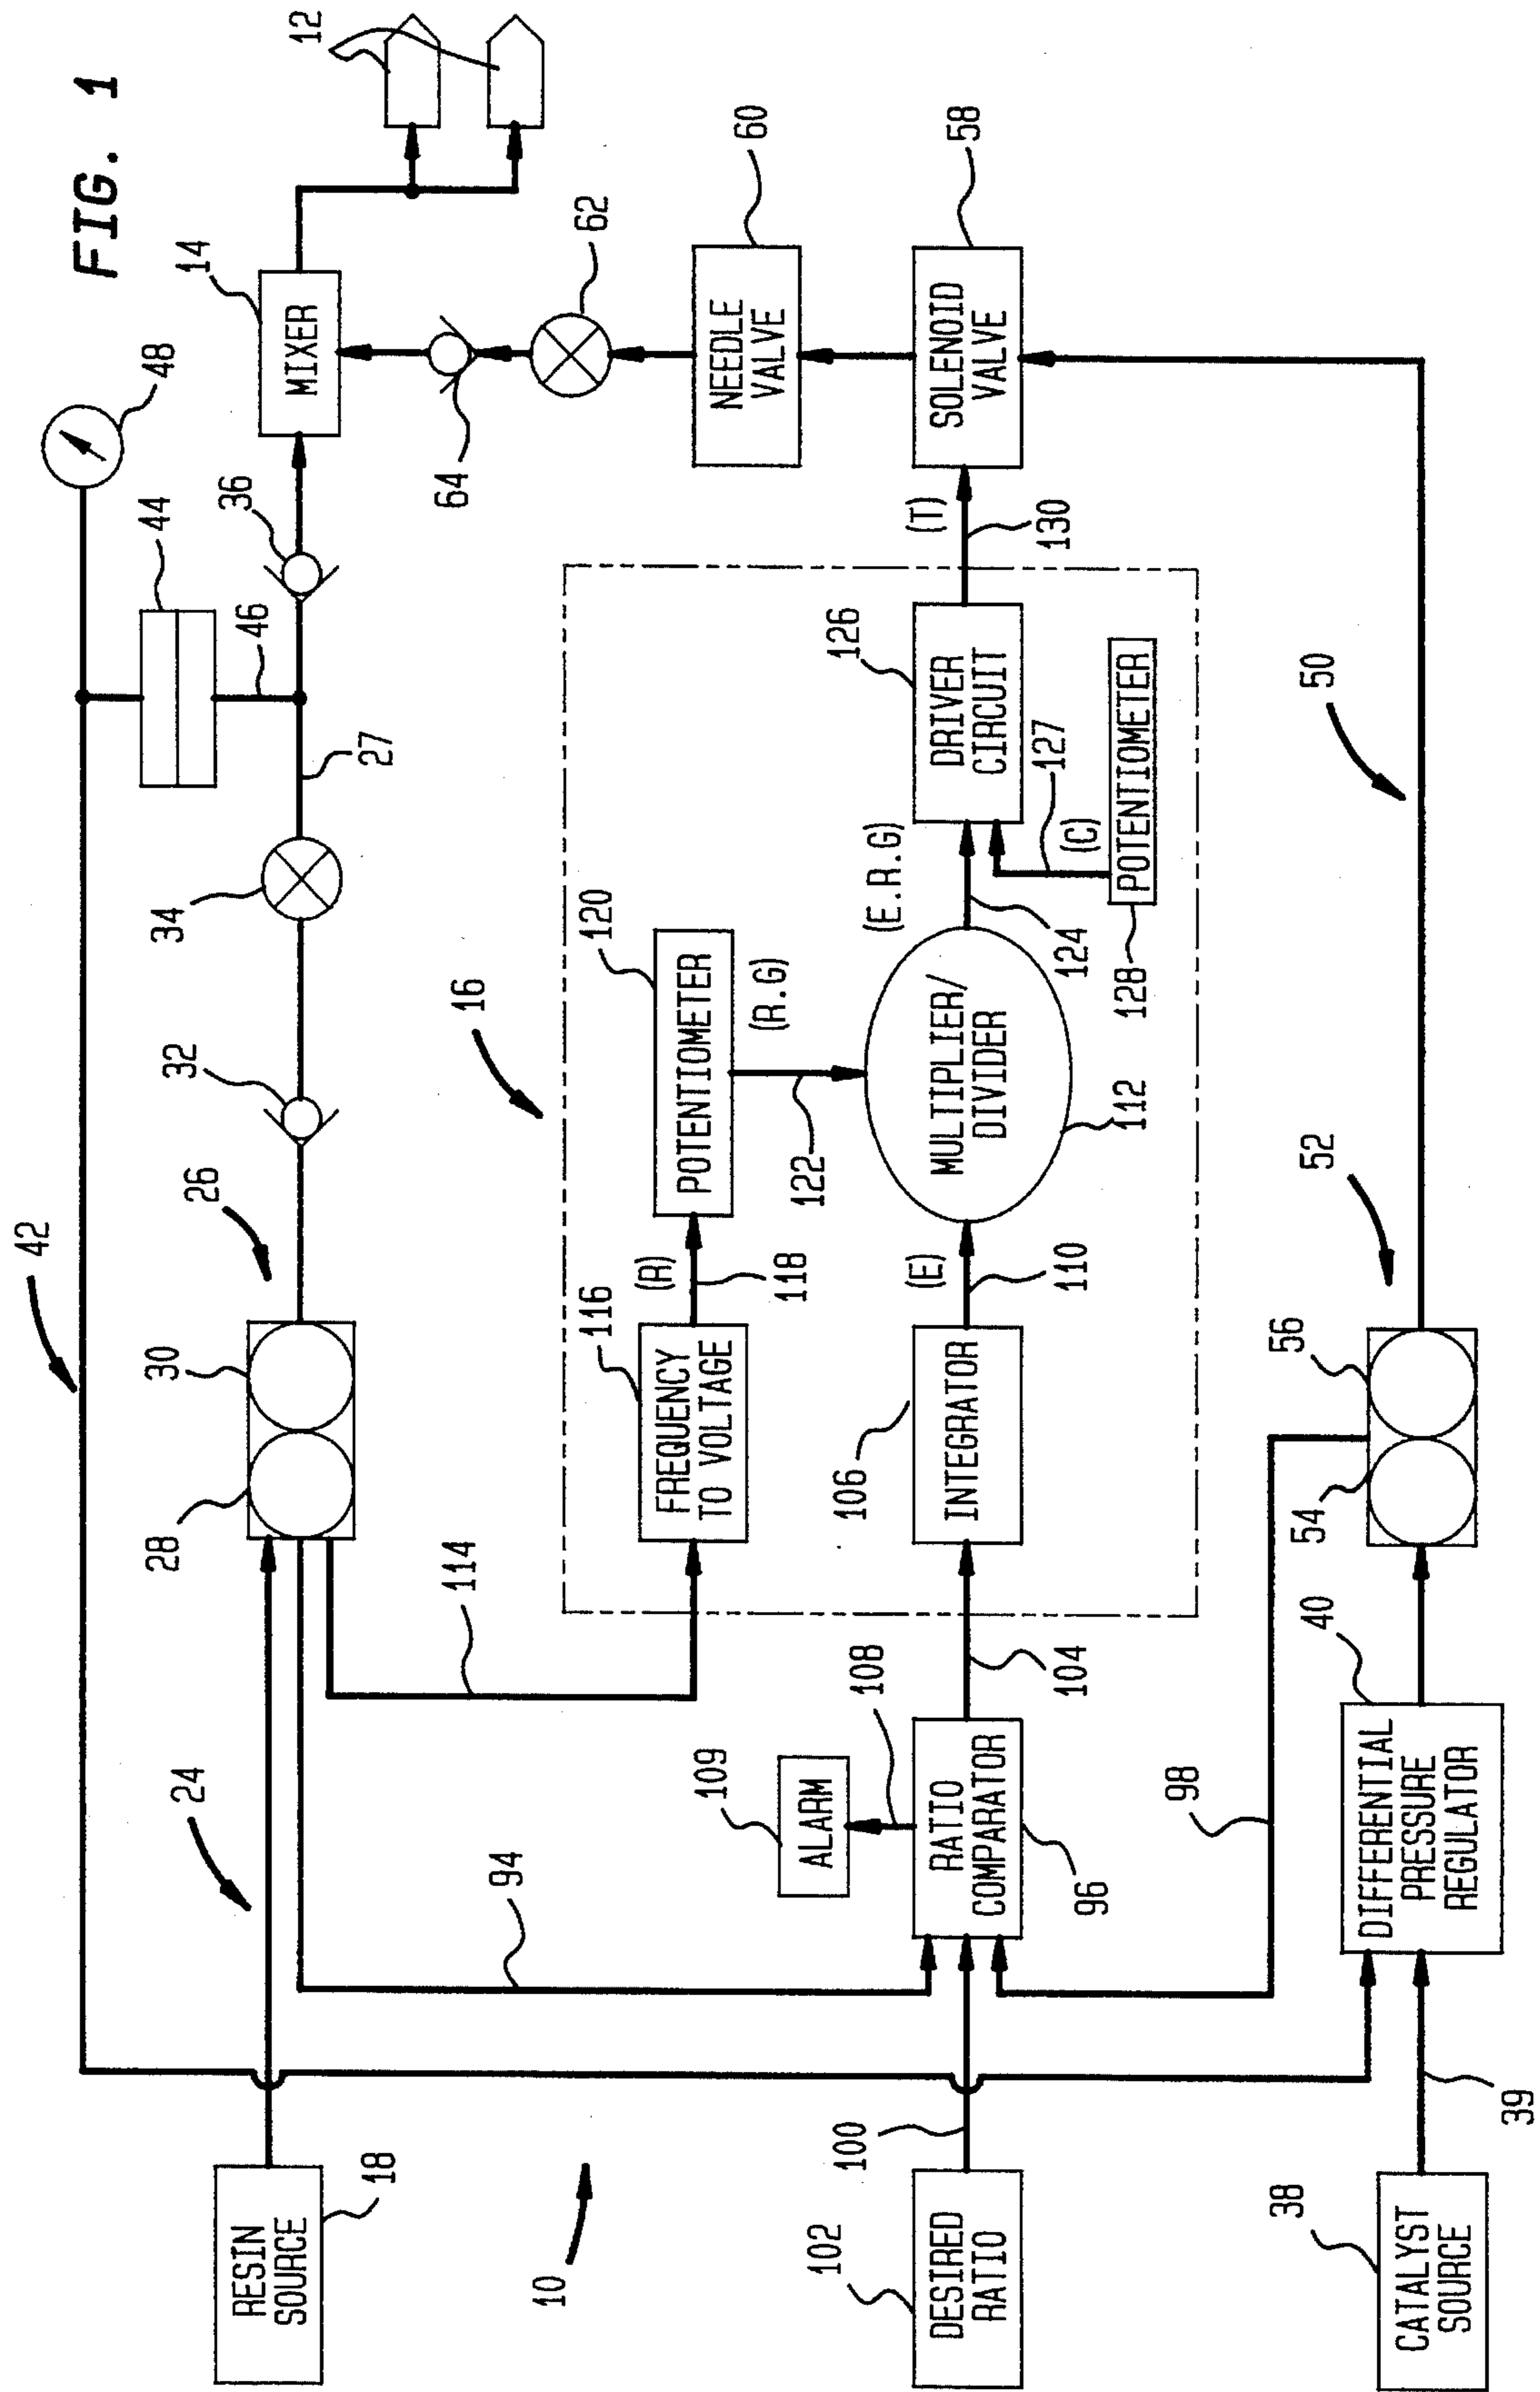 FIG. 1
42
48
44
46
36
14
MIXER
12
24
28
30
26
32
34
27
64
62
RESIN
SOURCE
18
10
94
114
16
116
FREQUENCY
TO VOLTAGE
(R)
118
120
POTENTIOMETER
(R.G)
122
60
NEEDLE
VALVE
109
ALARM
108
102
DESIRED
RATIO
100
RATIO
COMPARATOR
96
104
106
INTEGRATOR
(E)
110
MULTIPLIER/
DIVIDER
112
(E.R.G)
124
126
DRIVER
CIRCUIT
127
(C)
POTENTIOMETER
128
(T)
130
58
SOLENOID
VALVE
98
50
52
38
CATALYST
SOURCE
39
40
DIFFERENTIAL
PRESSURE
REGULATOR
54
56